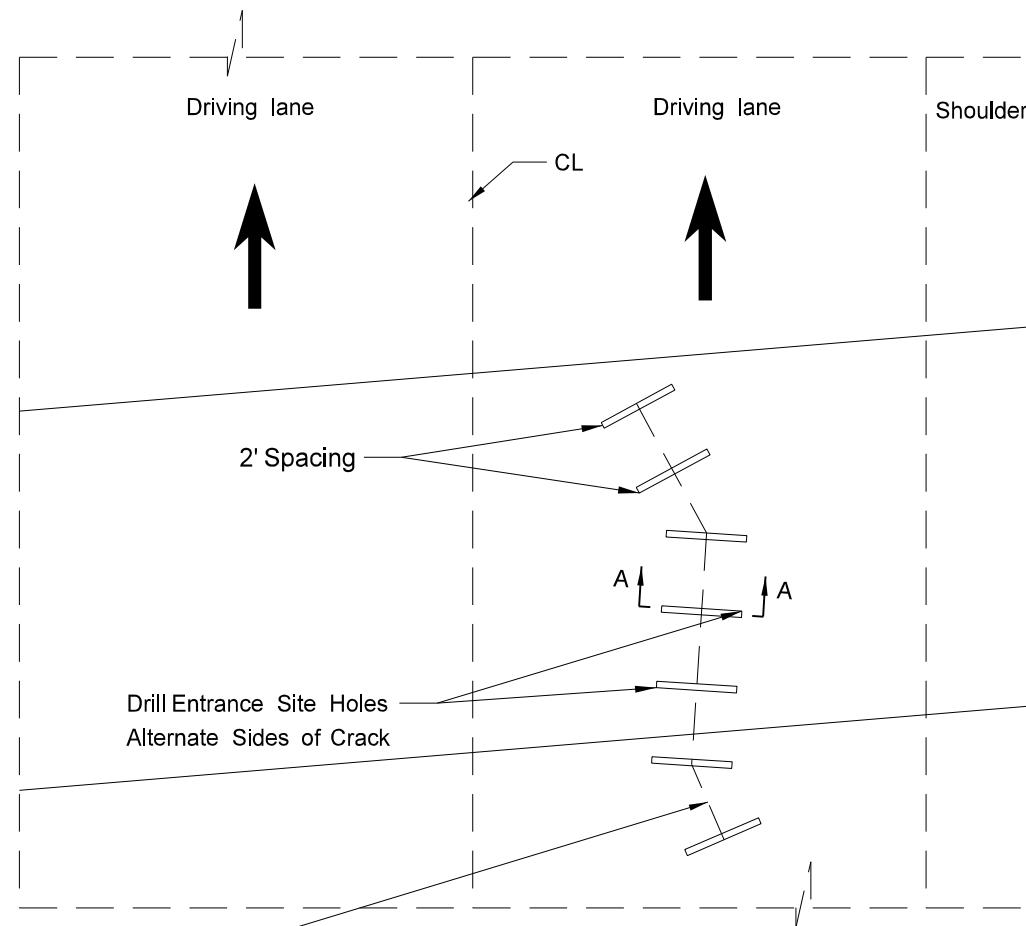 Driving lane
Driving lane
Shoulder
CL
2' Spacing
A
A
Drill Entrance Site Holes
Alternate Sides of Crack